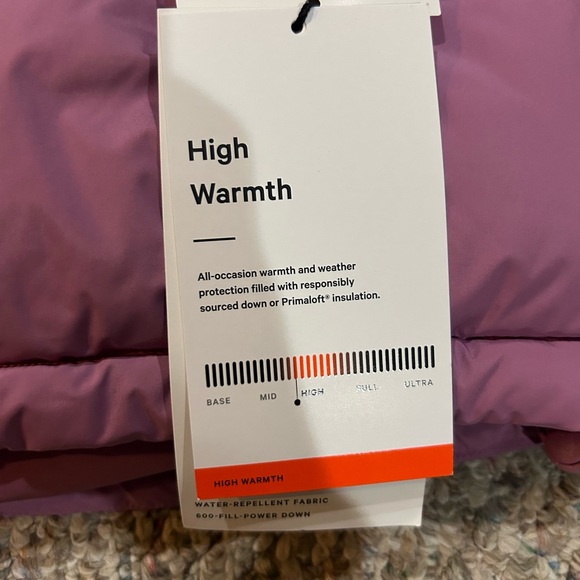 High
Warmth
All-occasion warmth and weather
protection filled with responsibly
sourced down or Primaloft® insulation.
BASE MID HIGH FULL ULTRA
HIGH WARMTH
WATER-REPELLENT FABRIC
600-FILL-POWER DOWN